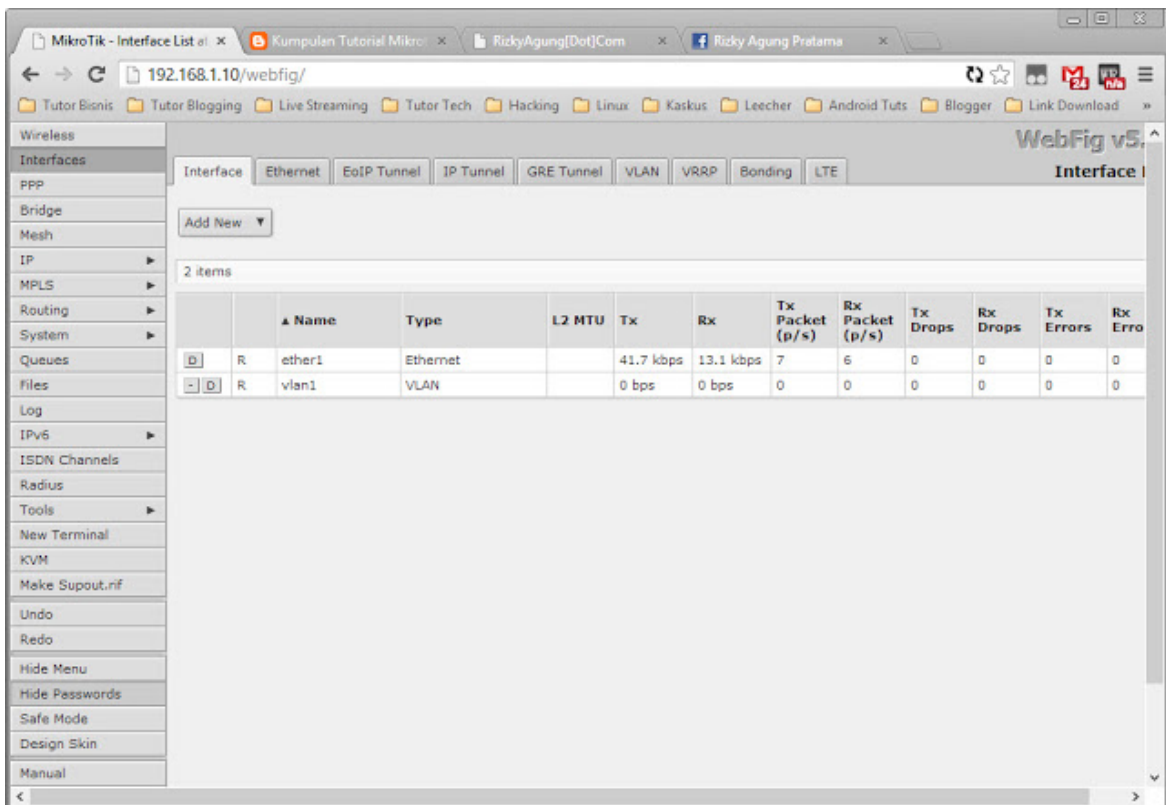 MikroTik - Interface List at
Kumpulan Tutorial Mikro
RizkyAgung[Dot]Com
Rizky Agung Pratama
192.168.1.10/webfig/
24
n/a
Tutor Bisnis Tutor Blogging Live Streaming Tutor Tech Hacking Linux Kaskus Leecher Android Tuts Blogger Link Download »
Wireless
Interfaces
PPP
Bridge
Mesh
IP
MPLS
Routing
System
Queues
Files
Log
IPv6
ISDN Channels
Radius
Tools
New Terminal
KVM
Make Supout.rif
Undo
Redo
Hide Menu
Hide Passwords
Safe Mode
Design Skin
Manual
WebFig v5.
Interface Ethernet EoIP Tunnel IP Tunnel GRE Tunnel VLAN VRRP Bonding LTE
Interface
Add New ▼
2 items
▲ Name Type L2 MTU Tx Rx Tx Packet (p/s) Rx Packet (p/s) Tx Drops Rx Drops Tx Errors Rx Erro
D R ether1 Ethernet 41.7 kbps 13.1 kbps 7 6 0 0 0 0
- D R vlan1 VLAN 0 bps 0 bps 0 0 0 0 0 0